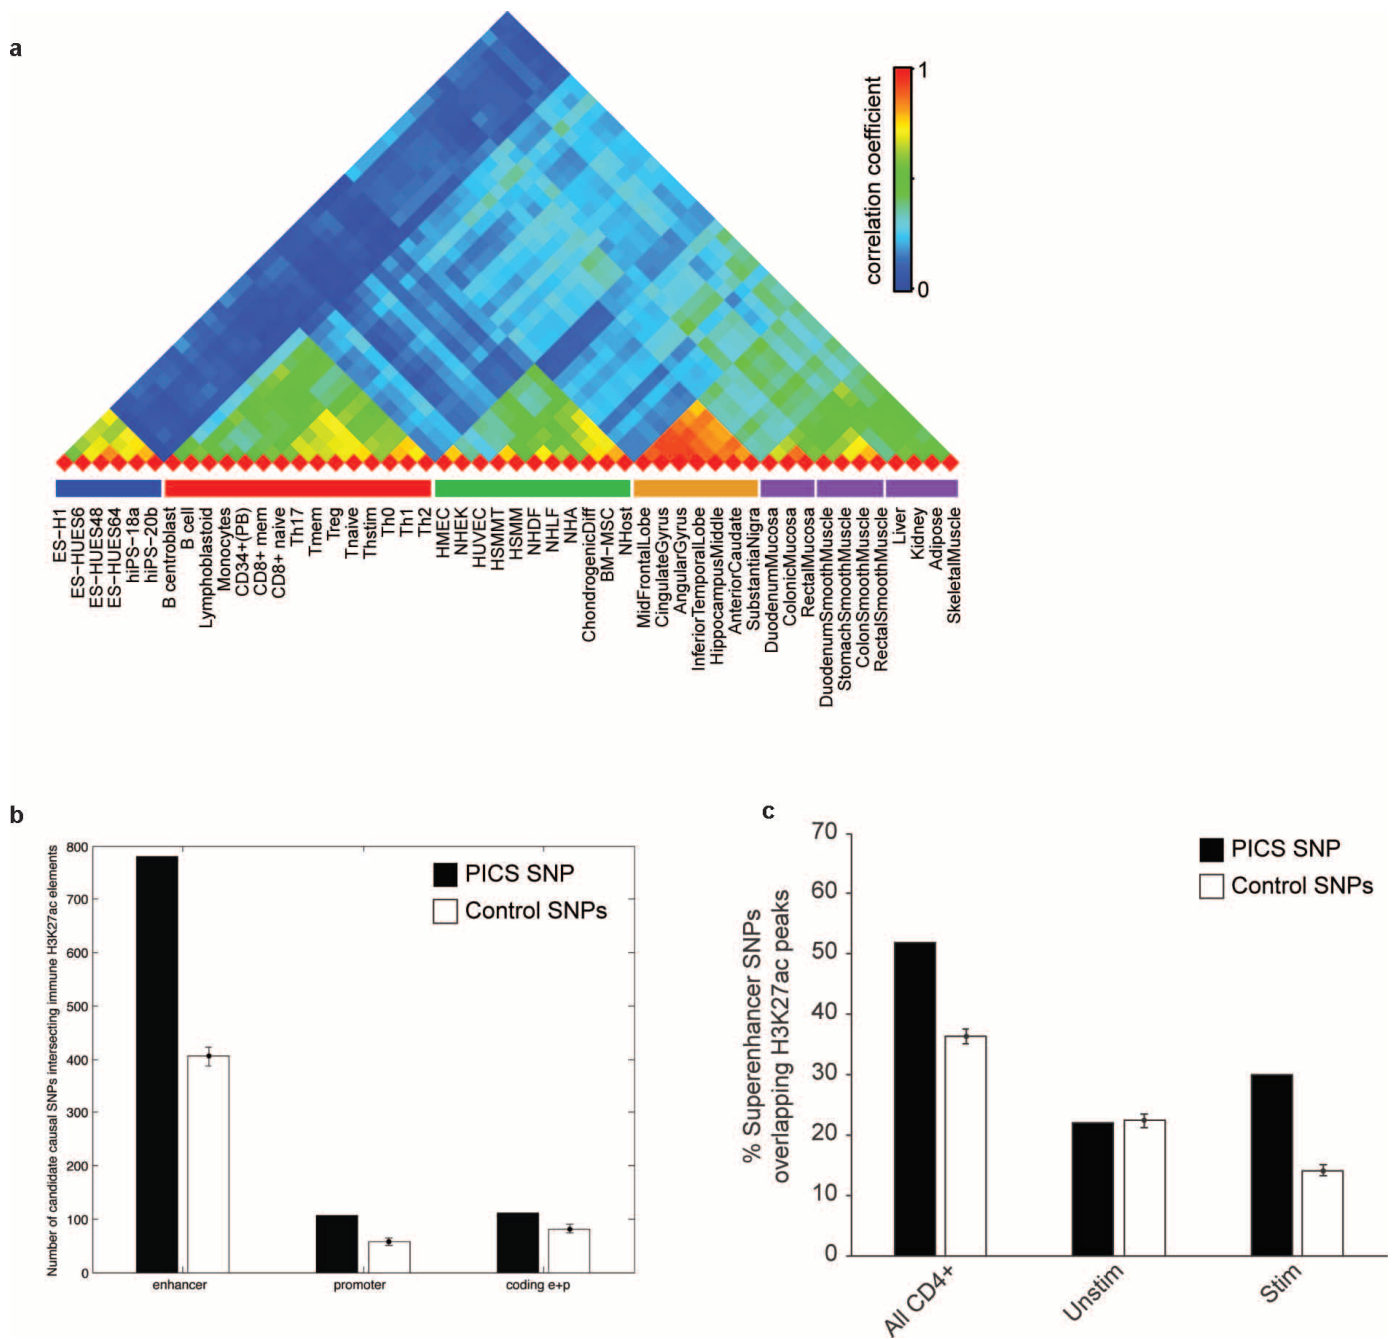 a
correlation coefficient
1
0
ES-H1
ES-HUES6
ES-HUES48
ES-HUES64
hiPS-18a
hiPS-20b
B centroblast
B cell
Lymphoblastoid
Monocytes
CD34+(PB)
CD8+ mem
CD8+ naive
Th17
Tmem
Treg
Tnaive
Thstim
Th0
Th1
Th2
HMEC
NHEK
HUVEC
HSMMT
HSMM
NHDF
NHLF
NHA
ChondrogenicDiff
BM-MSC
NHost
MidFrontalLobe
CingulateGyrus
AngularGyrus
InferiorTemporalLobe
HippocampusMiddle
AnteriorCaudate
SubstantiaNigra
DuodenumMucosa
ColonicMucosa
RectalMucosa
DuodenumSmoothMuscle
StomachSmoothMuscle
ColonSmoothMuscle
RectalSmoothMuscle
Liver
Kidney
Adipose
SkeletalMuscle
b
Number of candidate causal SNPs intersecting immune H3K27ac elements
800
700
600
500
400
300
200
100
0
PICS SNP
Control SNPs
enhancer
promoter
coding e+p
c
% Superenhancer SNPs
overlapping H3K27ac peaks
70
60
50
40
30
20
10
0
PICS SNP
Control SNPs
All CD4+
Unstim
Stim